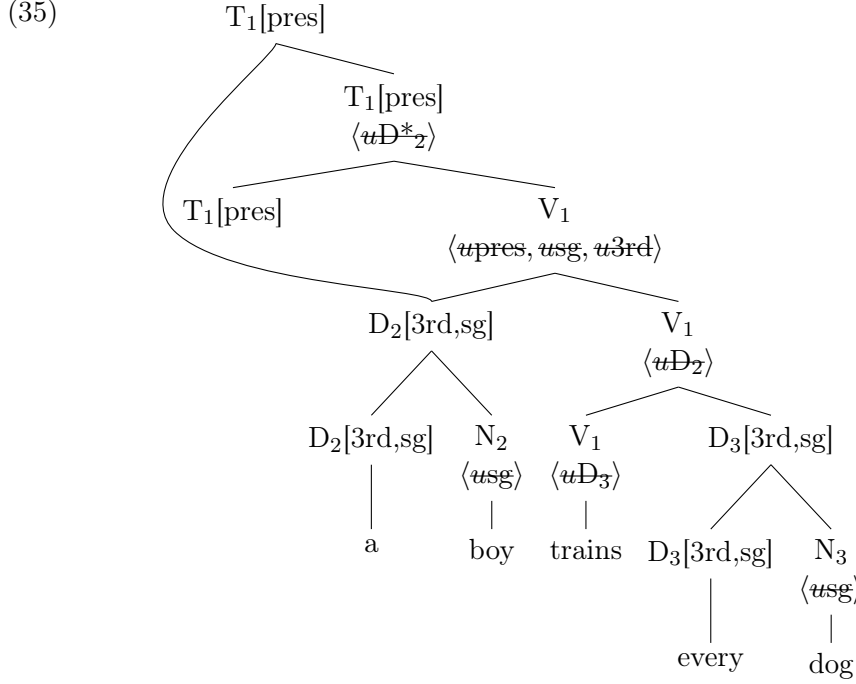 (35)
T₁[pres]
T₁[pres]
⟨uD*₂⟩
T₁[pres] V₁
⟨upres, usg, u3rd⟩
D₂[3rd,sg] V₁
⟨uD₂⟩
D₂[3rd,sg] N₂ V₁ D₃[3rd,sg]
⟨usg⟩ ⟨uD₃⟩
a boy trains D₃[3rd,sg] N₃
⟨usg⟩
every dog